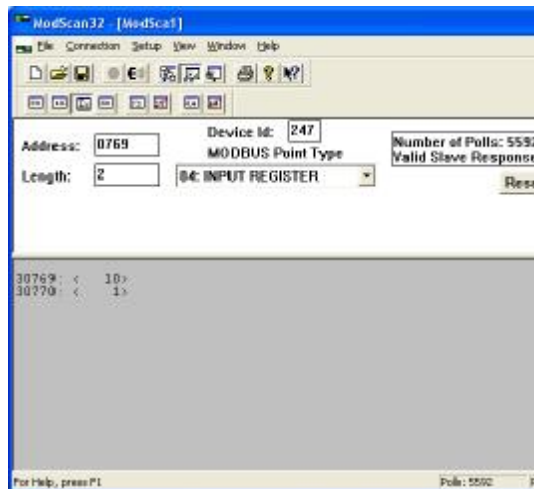 ModScan32 - [ModSca1]
File Connection Setup View Window Help
Address: 0769
Device Id: 247
MODBUS Point Type
Length: 2
04: INPUT REGISTER
Number of Polls: 5592
Valid Slave Response
Rese
30769: < 10>
30770: < 1>
For Help, press F1
Polls: 5592